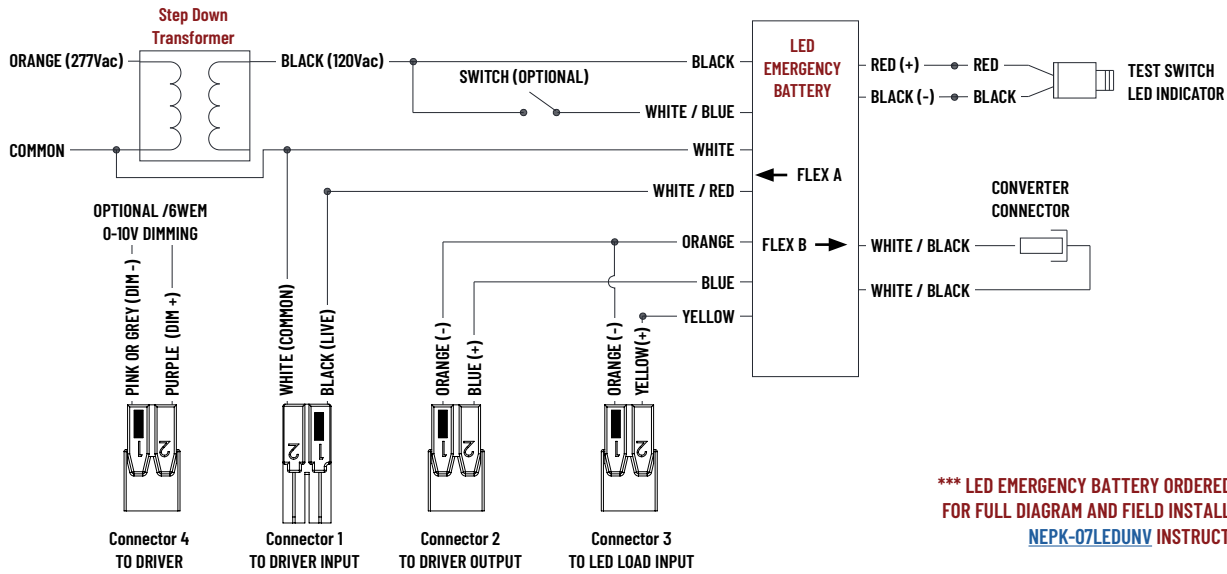 Step Down
Transformer
ORANGE (277Vac)
BLACK (120Vac)
SWITCH (OPTIONAL)
BLACK
WHITE / BLUE
COMMON
WHITE
WHITE / RED
LED
EMERGENCY
BATTERY
RED (+)
RED
BLACK (-)
BLACK
TEST SWITCH
LED INDICATOR
FLEX A
FLEX B
ORANGE
BLUE
YELLOW
WHITE / BLACK
WHITE / BLACK
CONVERTER
CONNECTOR
OPTIONAL /6WEM
0-10V DIMMING
PINK OR GREY (DIM -)
PURPLE (DIM +)
WHITE (COMMON)
BLACK (LIVE)
ORANGE (-)
BLUE (+)
ORANGE (-)
YELLOW(+)
1 2
2 1
1 2
1 2
Connector 4
TO DRIVER
Connector 1
TO DRIVER INPUT
Connector 2
TO DRIVER OUTPUT
Connector 3
TO LED LOAD INPUT
*** LED EMERGENCY BATTERY ORDERED
FOR FULL DIAGRAM AND FIELD INSTALL
NEPK-07LEDUNV INSTRUCT